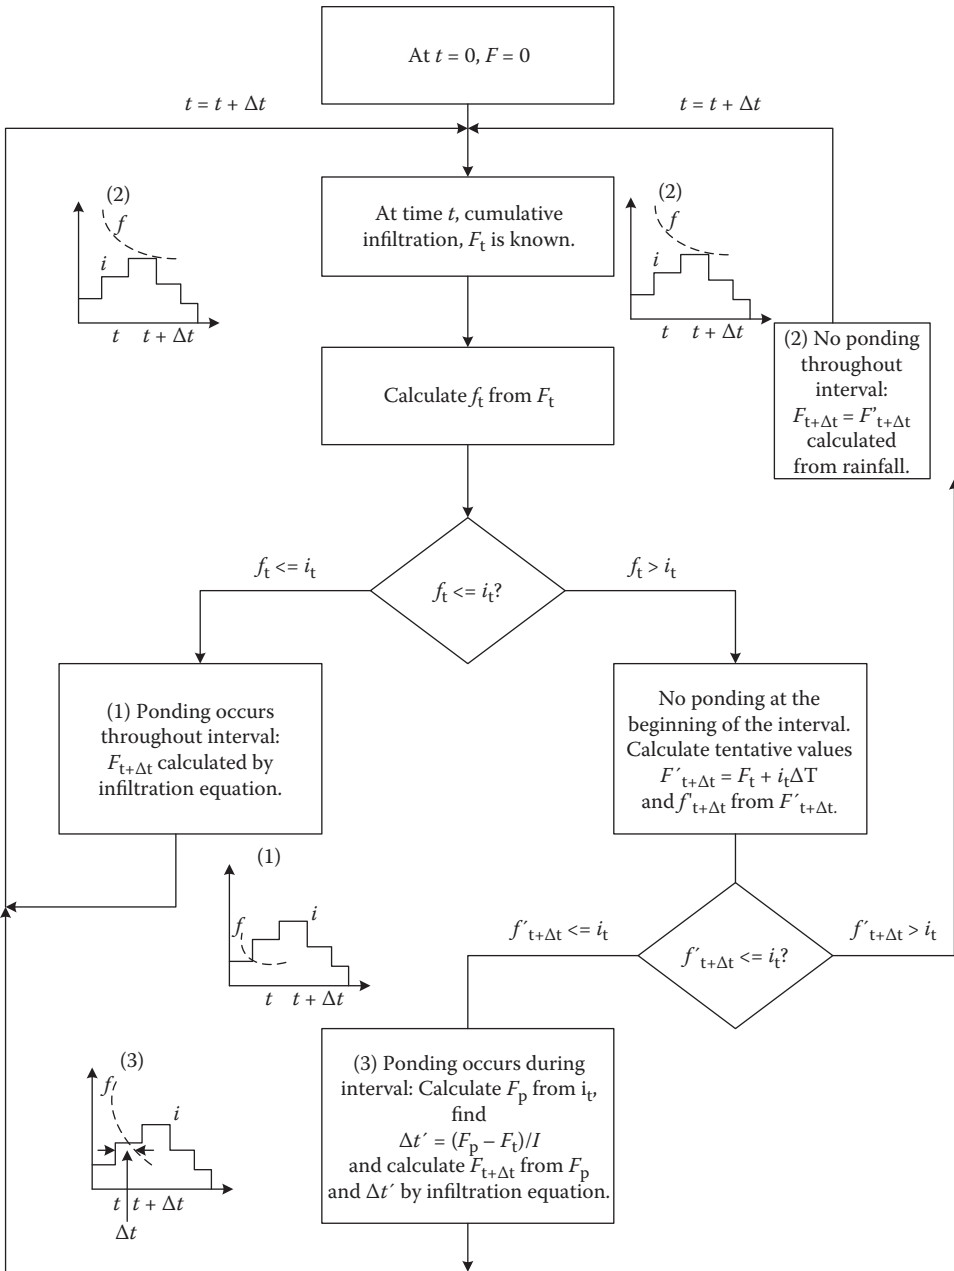 At t = 0, F = 0
t = t + Δt
t = t + Δt
(2)
f
i
t t + Δt
At time t, cumulative
infiltration, Ft is known.
(2)
f
i
t t + Δt
(2) No ponding
throughout
interval:
Ft+Δt = F't+Δt
calculated
from rainfall.
Calculate ft from Ft
ft <= it
ft <= it?
ft > it
(1) Ponding occurs
throughout interval:
Ft+Δt calculated by
infiltration equation.
No ponding at the
beginning of the interval.
Calculate tentative values
F´t+Δt = Ft + itΔT
and f't+Δt from F´t+Δt.
(1)
f
i
t t + Δt
f´t+Δt <= it
f´t+Δt <= it?
f´t+Δt > it
(3)
f
i
t t + Δt
Δt
(3) Ponding occurs during
interval: Calculate Fp from it,
find
Δt´ = (Fp – Ft)/I
and calculate Ft+Δt from Fp
and Δt´ by infiltration equation.